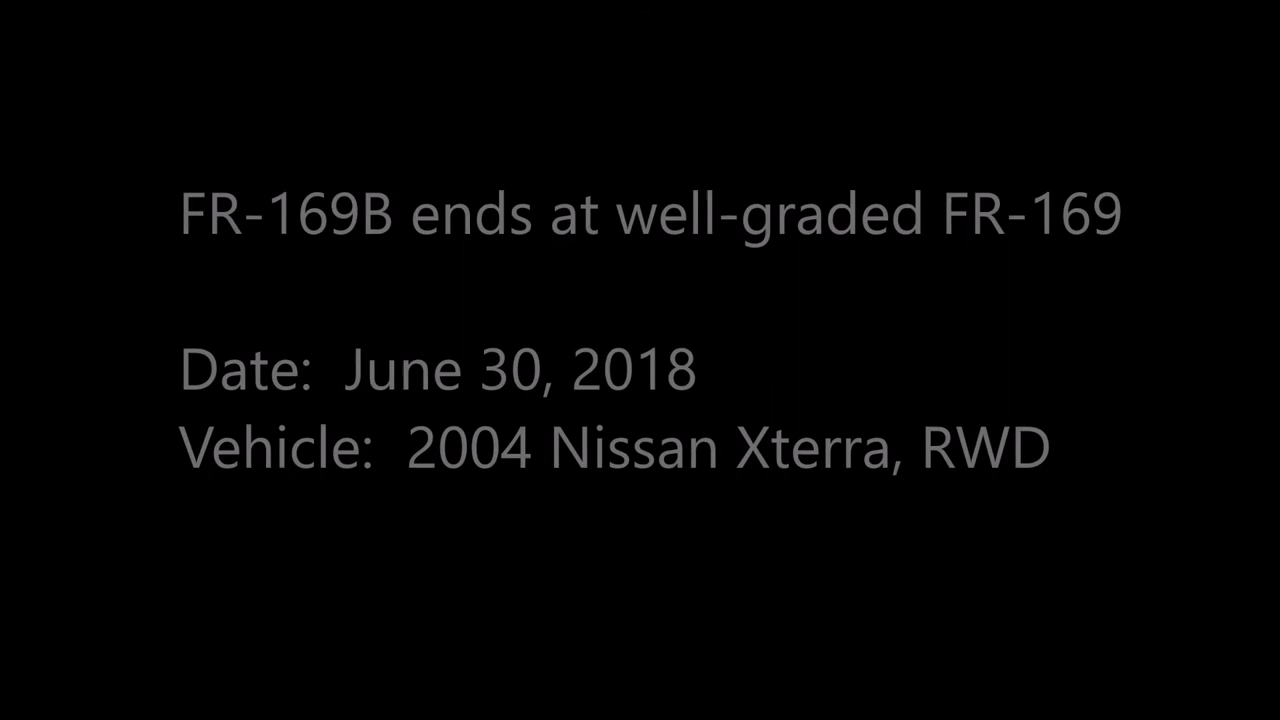 FR-169B ends at well-graded FR-169
Date:  June 30, 2018
Vehicle:  2004 Nissan Xterra, RWD